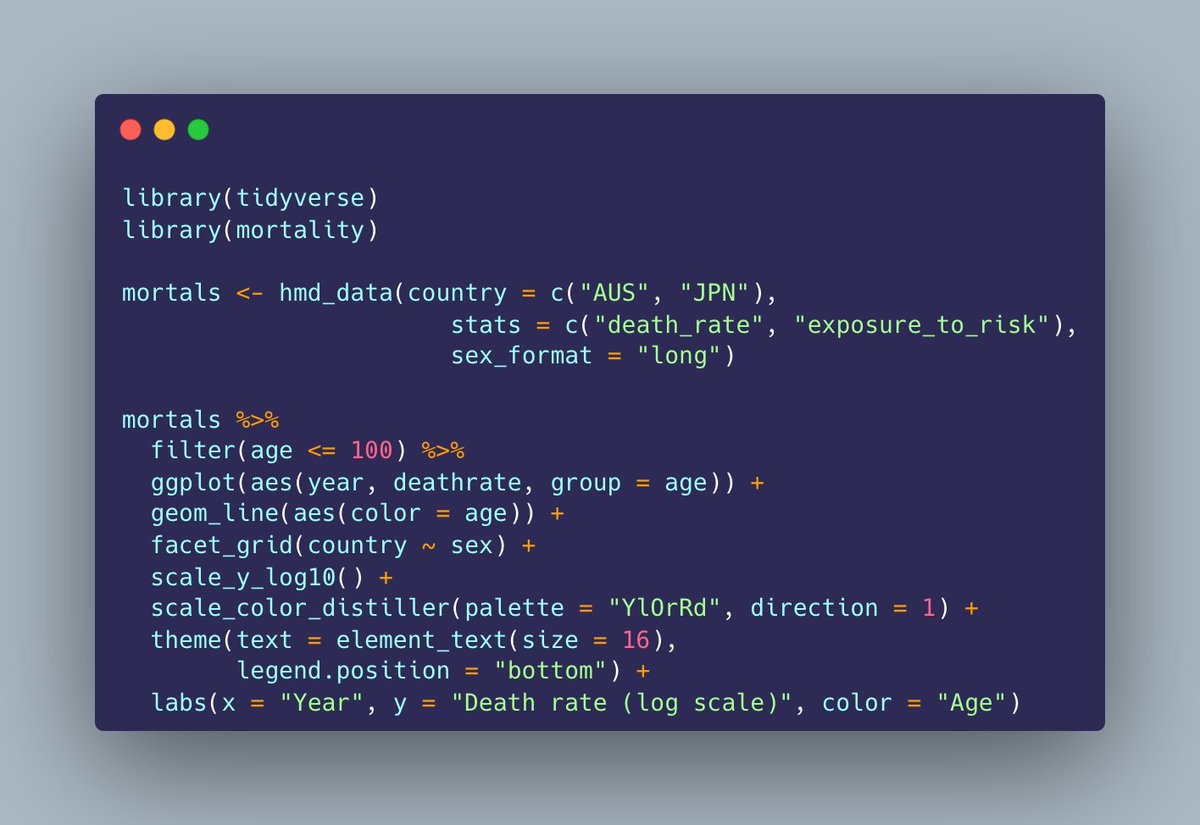 library(tidyverse)
library(mortality)

mortals <- hmd_data(country = c("AUS", "JPN"),
                       stats = c("death_rate", "exposure_to_risk"),
                       sex_format = "long")

mortals %>%
  filter(age <= 100) %>%
  ggplot(aes(year, deathrate, group = age)) +
  geom_line(aes(color = age)) +
  facet_grid(country ~ sex) +
  scale_y_log10() +
  scale_color_distiller(palette = "YlOrRd", direction = 1) +
  theme(text = element_text(size = 16),
        legend.position = "bottom") +
  labs(x = "Year", y = "Death rate (log scale)", color = "Age")